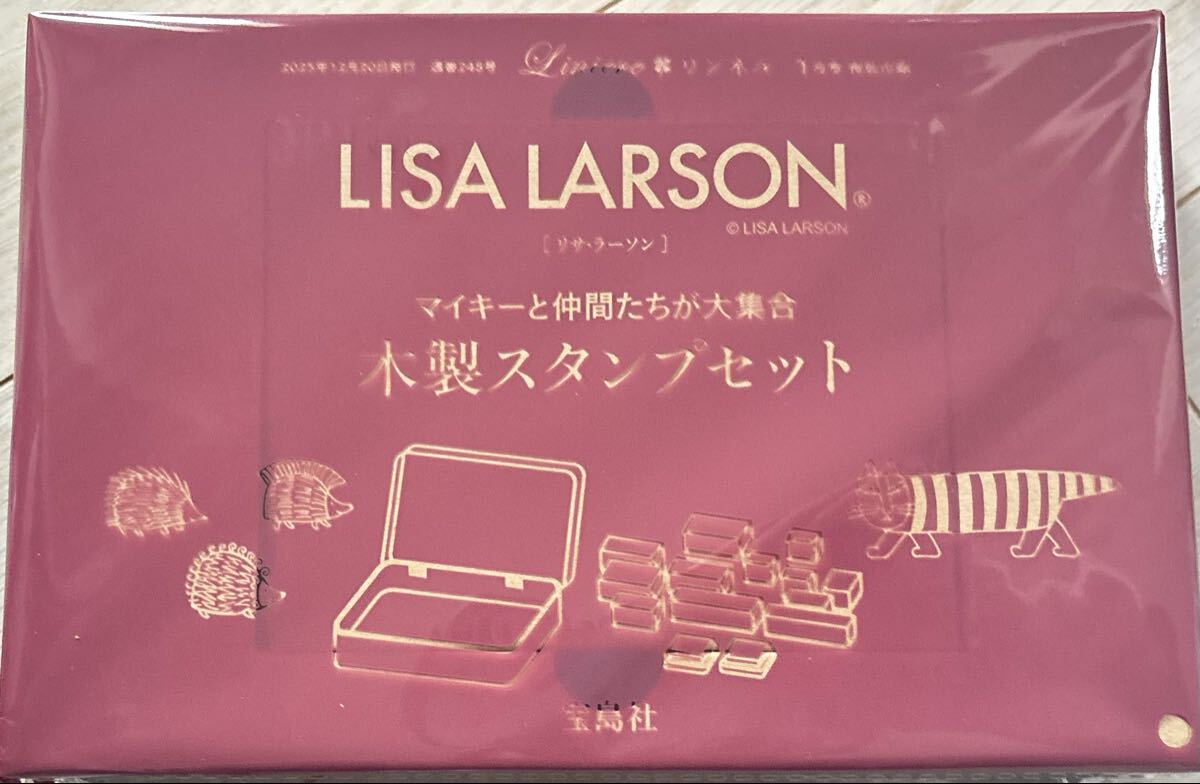 2023年12月20日発行 通巻243号 Liniere® リンネル 1月号 特別付録
LISA LARSON®
© LISA LARSON
[リサ・ラーソン]
マイキーと仲間たちが大集合
木製スタンプセット
宝島社